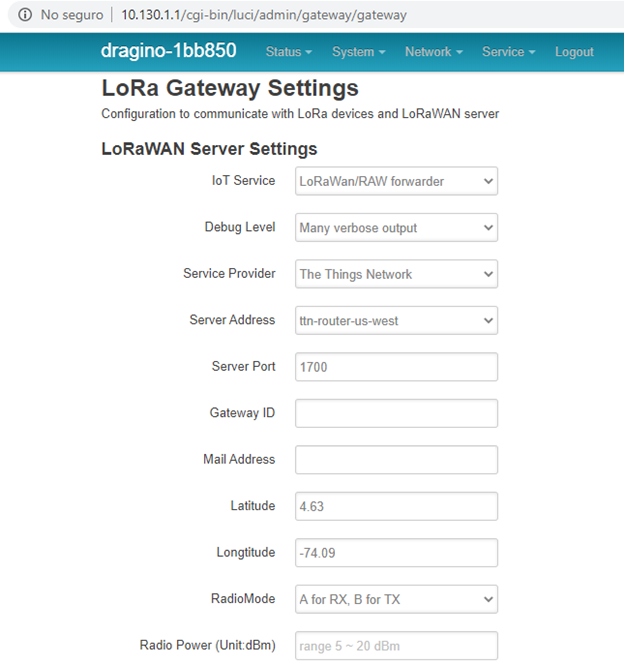 No seguro | 10.130.1.1/cgi-bin/luci/admin/gateway/gateway
dragino-1bb850 Status System Network Service Logout
LoRa Gateway Settings
Configuration to communicate with LoRa devices and LoRaWAN server
LoRaWAN Server Settings
IoT Service LoRaWan/RAW forwarder
Debug Level Many verbose output
Service Provider The Things Network
Server Address ttn-router-us-west
Server Port 1700
Gateway ID
Mail Address
Latitude 4.63
Longtitude -74.09
RadioMode A for RX, B for TX
Radio Power (Unit:dBm) range 5 ~ 20 dBm